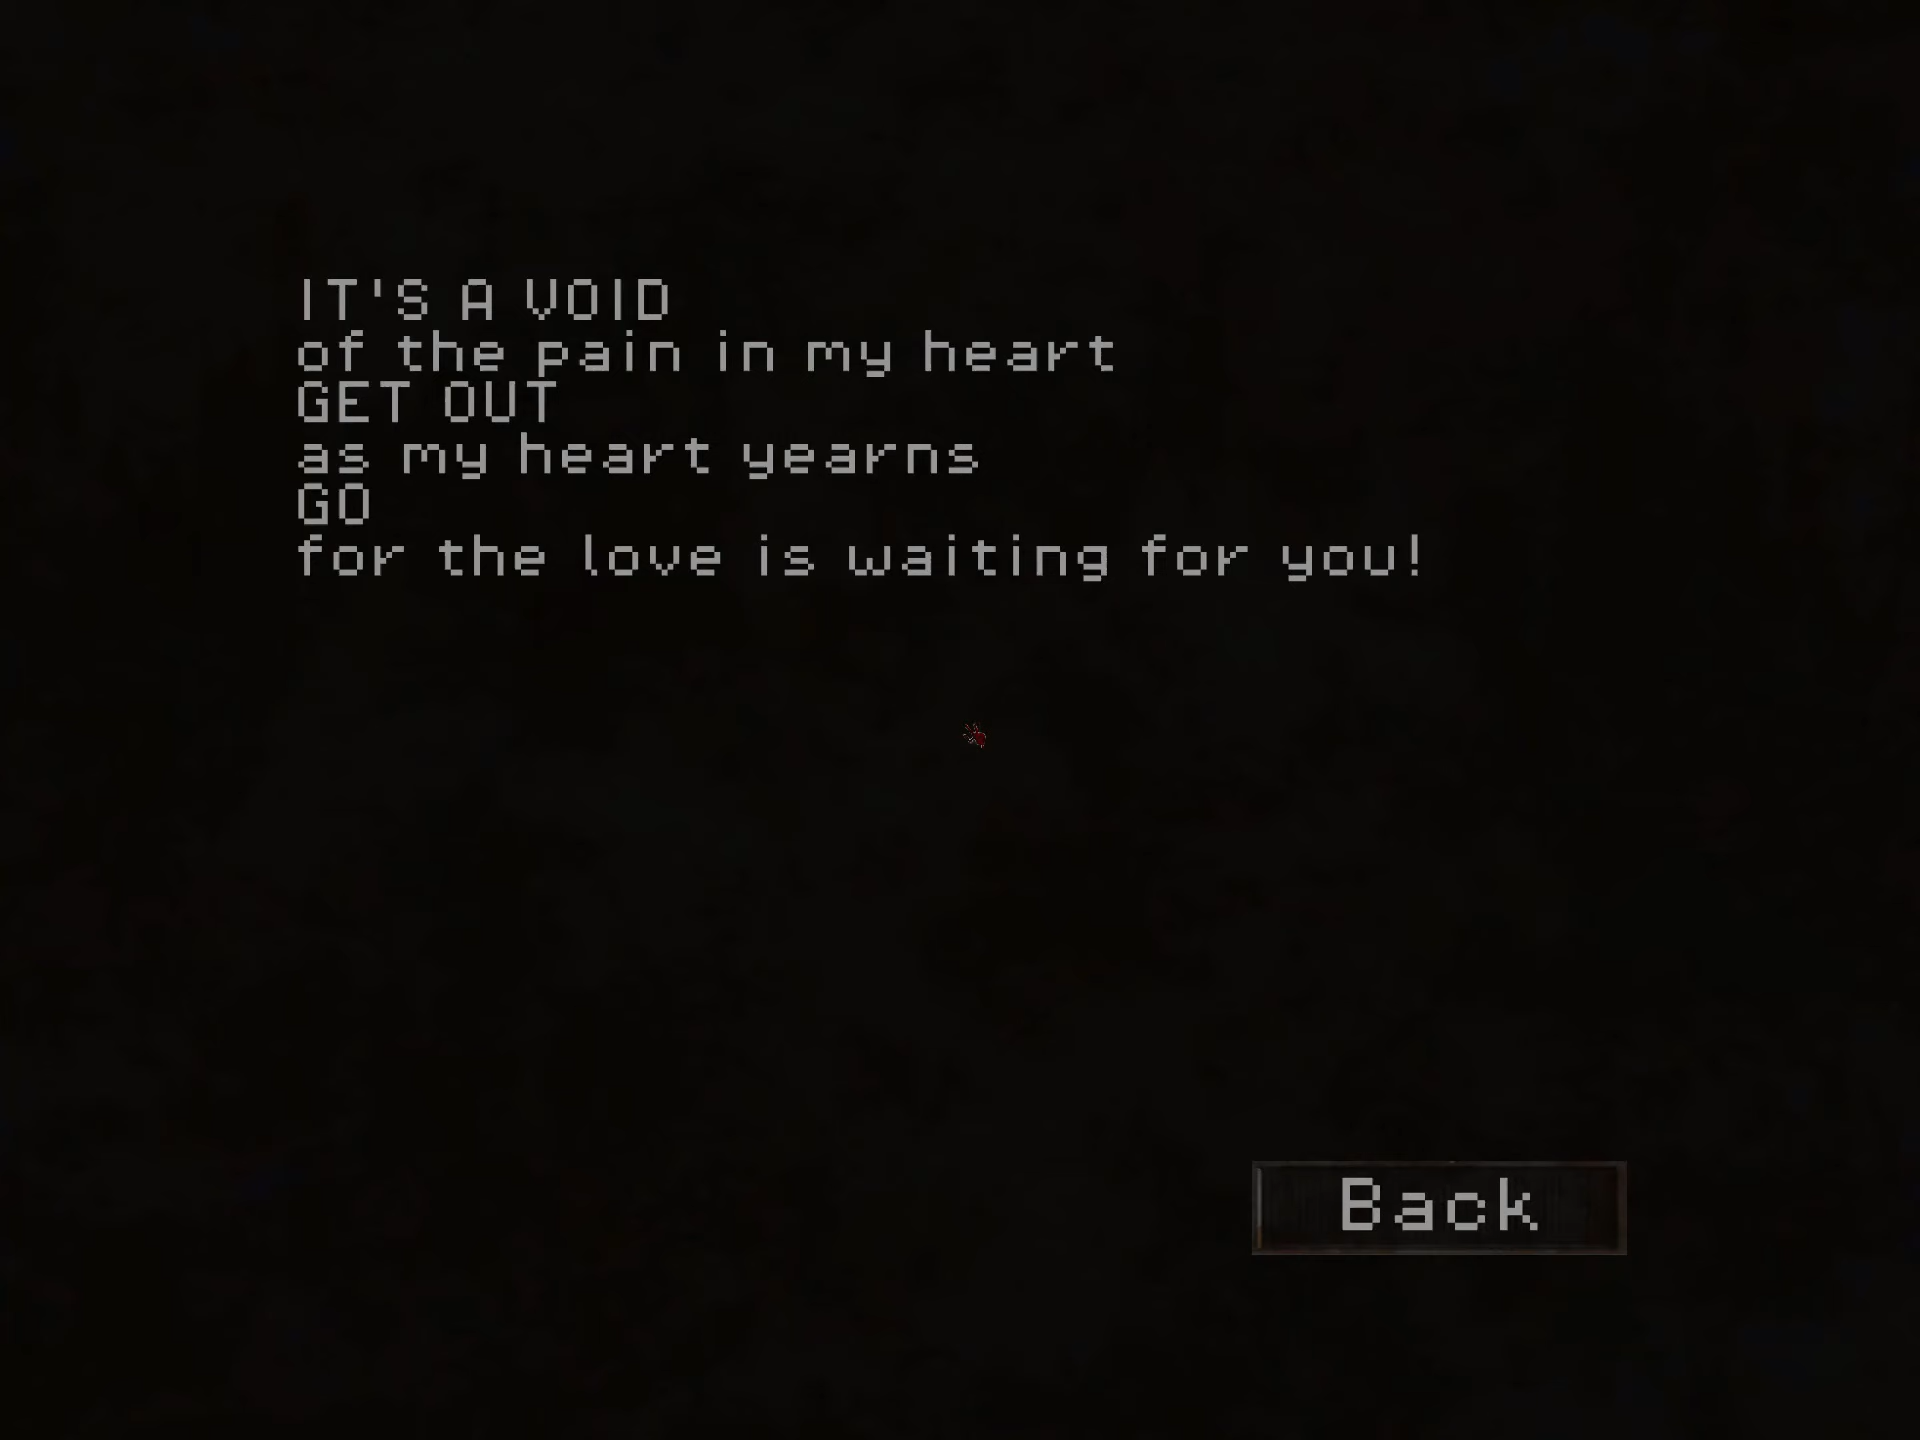 IT'S A VOID
of the pain in my heart
GET OUT
as my heart yearns
GO
for the love is waiting for you!
Back